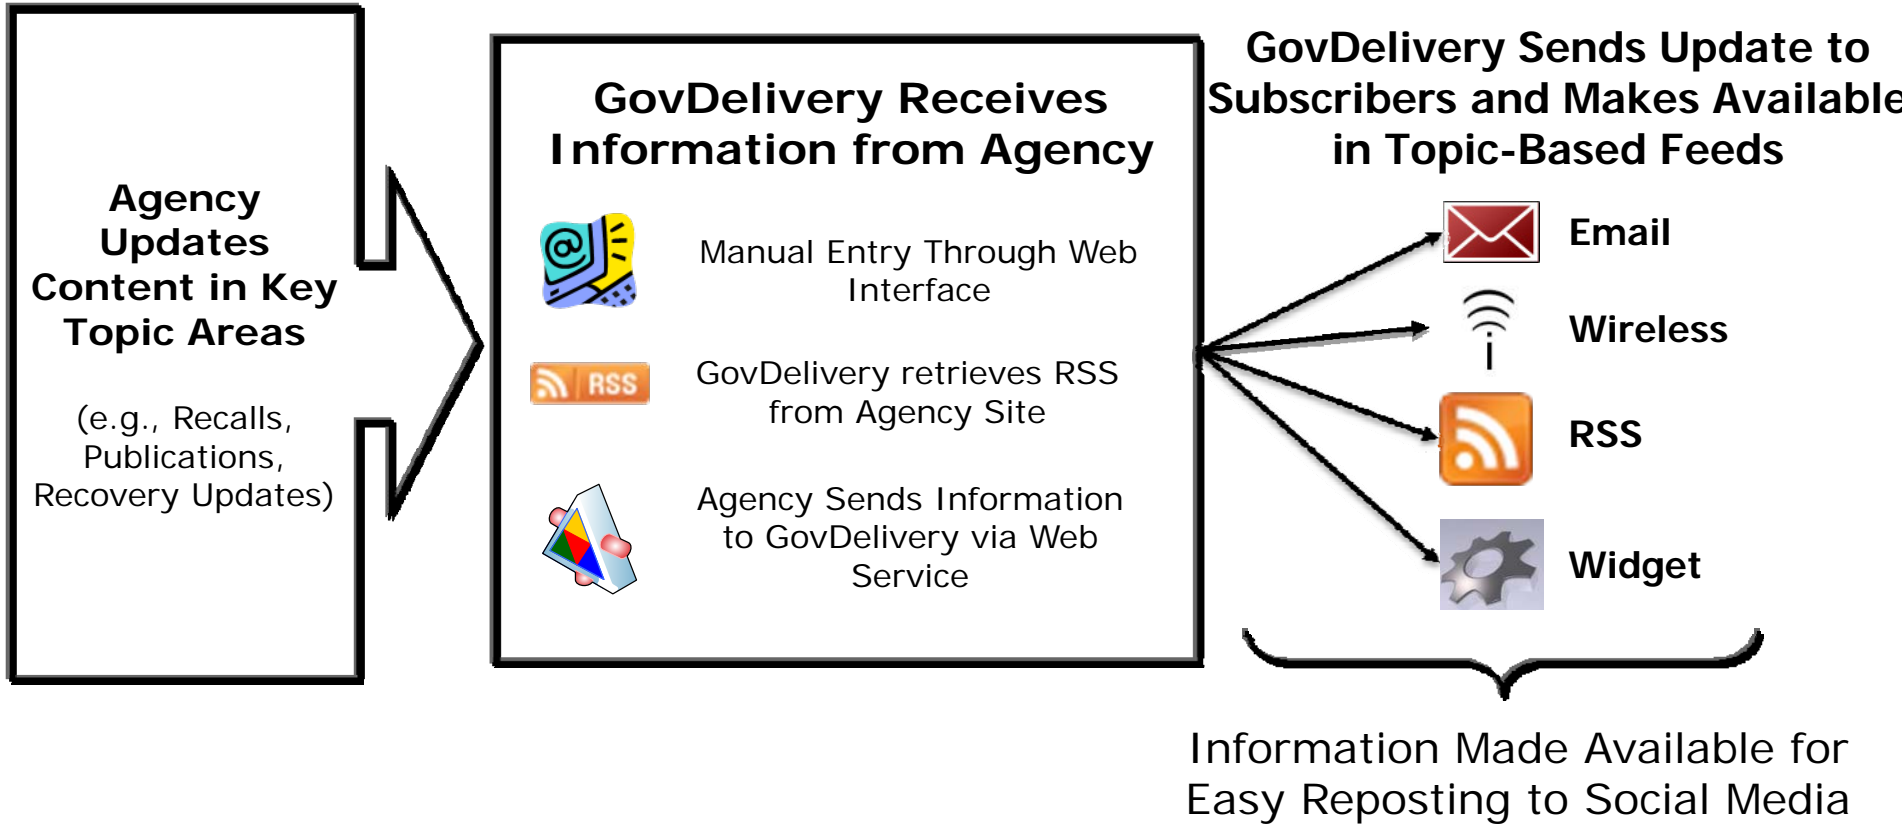 Agency
Updates
Content in Key
Topic Areas
(e.g., Recalls,
Publications,
Recovery Updates)
GovDelivery Receives
Information from Agency
@
Manual Entry Through Web
Interface
RSS
GovDelivery retrieves RSS
from Agency Site
Agency Sends Information
to GovDelivery via Web
Service
GovDelivery Sends Update to
Subscribers and Makes Available
in Topic-Based Feeds
Email
Wireless
RSS
Widget
Information Made Available for
Easy Reposting to Social Media